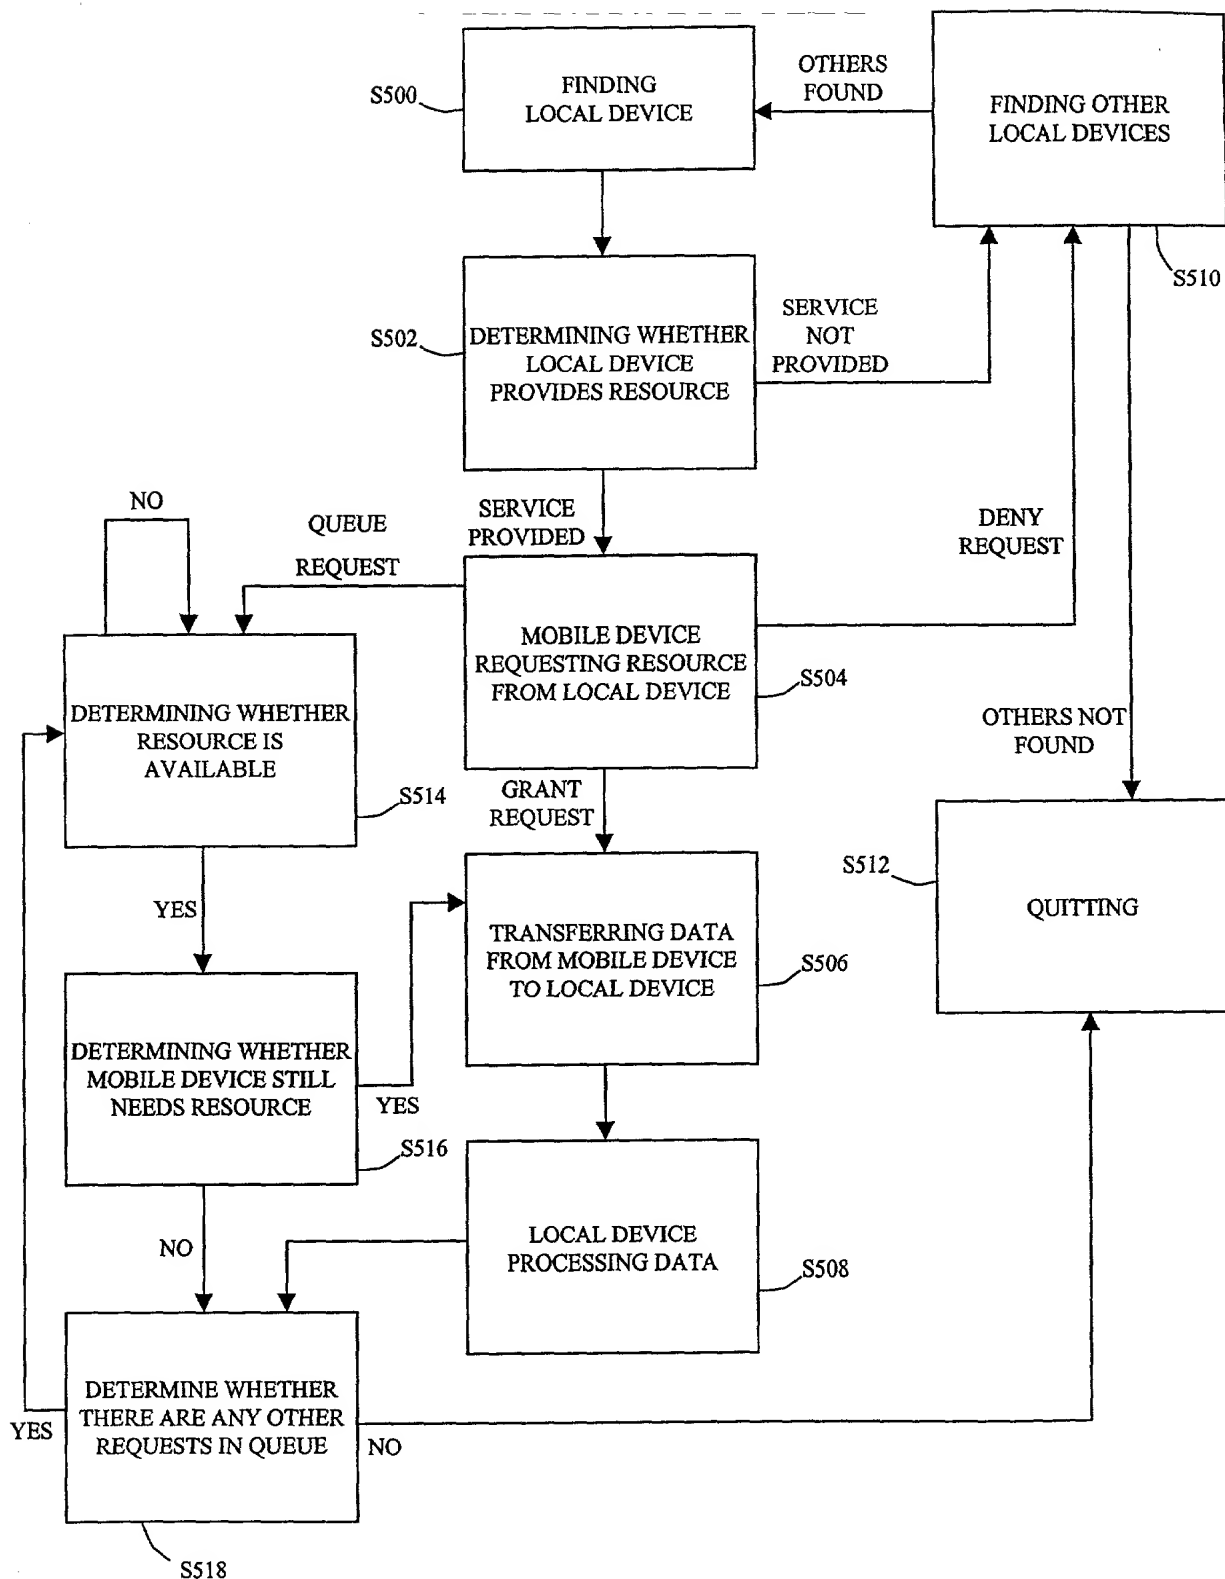 FINDING
LOCAL DEVICE
S500
OTHERS
FOUND
FINDING OTHER
LOCAL DEVICES
S510
S502
DETERMINING WHETHER
LOCAL DEVICE
PROVIDES RESOURCE
SERVICE
NOT
PROVIDED
NO
QUEUE
REQUEST
SERVICE
PROVIDED
DENY
REQUEST
MOBILE DEVICE
REQUESTING RESOURCE
FROM LOCAL DEVICE
S504
DETERMINING WHETHER
RESOURCE IS
AVAILABLE
S514
GRANT
REQUEST
OTHERS NOT
FOUND
S512
QUITTING
YES
TRANSFERRING DATA
FROM MOBILE DEVICE
TO LOCAL DEVICE
S506
DETERMINING WHETHER
MOBILE DEVICE STILL
NEEDS RESOURCE
YES
S516
NO
LOCAL DEVICE
PROCESSING DATA
S508
DETERMINE WHETHER
THERE ARE ANY OTHER
REQUESTS IN QUEUE
YES
NO
S518